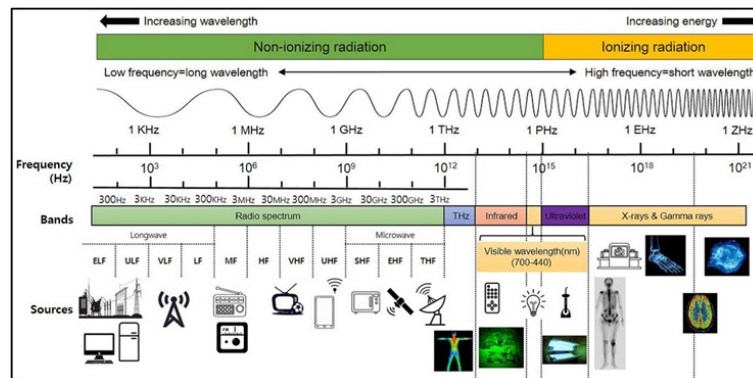 Increasing wavelength Increasing energy
Non-ionizing radiation Ionizing radiation
Low frequency=long wavelength High frequency=short wavelength
1 KHz 1 MHz 1 GHz 1 THz 1 PHz 1 EHz 1 ZHz
Frequency (Hz) 10³ 10⁶ 10⁹ 10¹² 10¹⁵ 10¹⁸ 10²¹
300Hz 3KHz 30KHz 300KHz 3MHz 30MHz 300MHz 3GHz 30GHz 300GHz 3THz
Bands Radio spectrum THz Infrared Ultraviolet X-rays & Gamma rays
Longwave Microwave
Visible wavelength(nm)
(700-440)
ELF ULF VLF LF MF HF VHF UHF SHF EHF THF
Sources